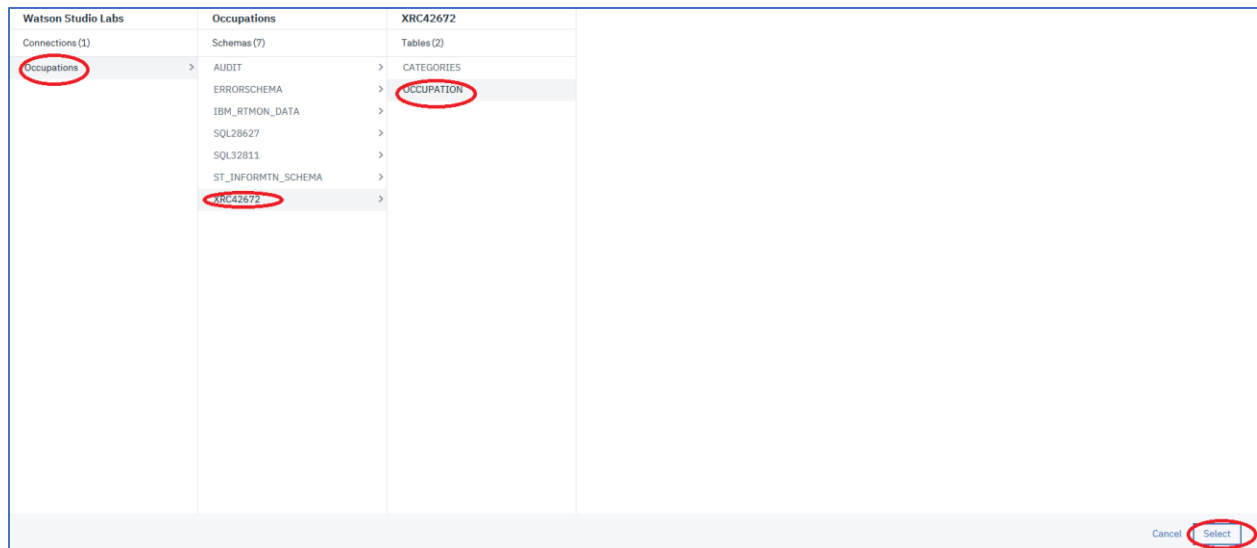 Watson Studio Labs
Connections (1)
Occupations
Occupations
Schemas (7)
AUDIT
ERRORSCHEMA
IBM_RTMON_DATA
SQL28627
SQL32811
ST_INFORMTN_SCHEMA
XRC42672
XRC42672
Tables (2)
CATEGORIES
OCCUPATION
Cancel Select